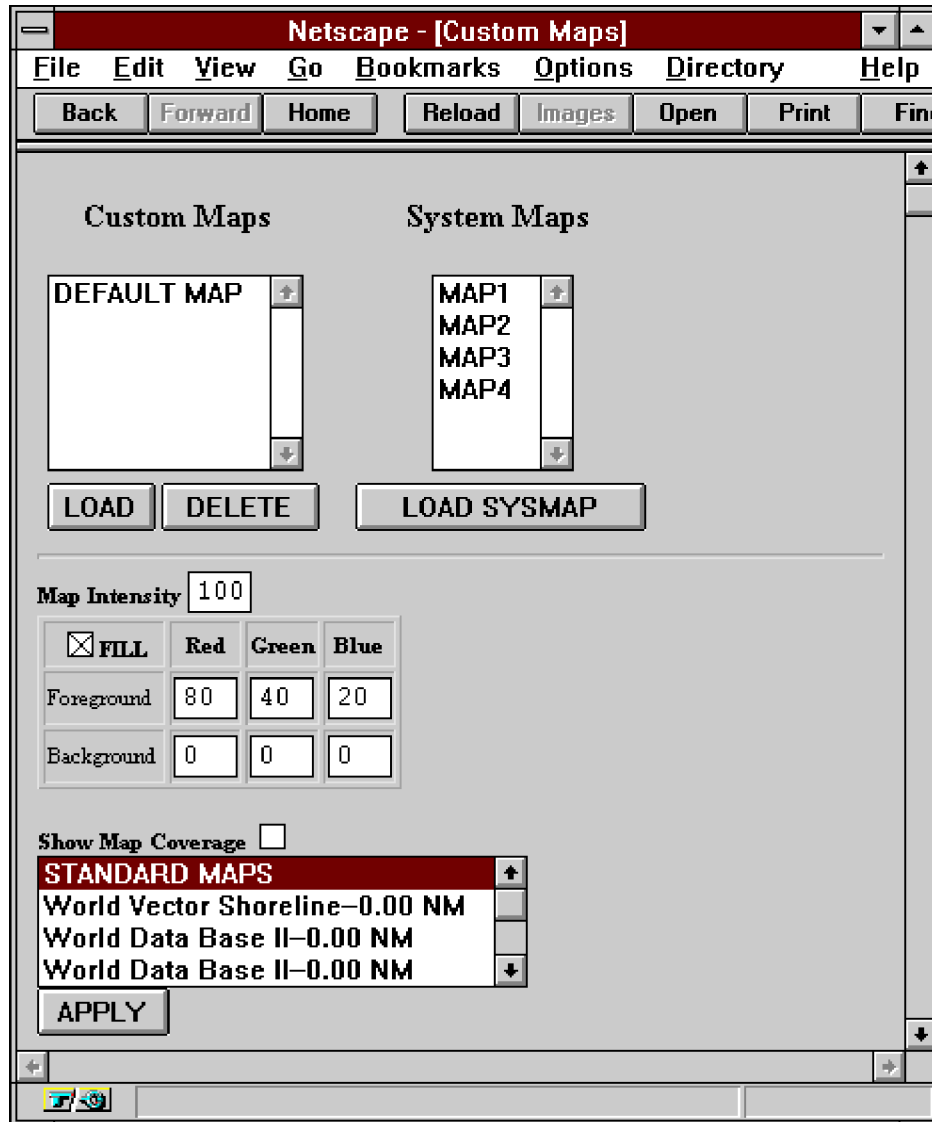 Netscape - [Custom Maps]
File Edit View Go Bookmarks Options Directory Help
Back Forward Home Reload Images Open Print Fin
Custom Maps System Maps
DEFAULT MAP MAP1
MAP2
MAP3
MAP4
LOAD DELETE LOAD SYSMAP
Map Intensity 100
FILL Red Green Blue
Foreground 80 40 20
Background 0 0 0
Show Map Coverage
STANDARD MAPS
World Vector Shoreline–0.00 NM
World Data Base II–0.00 NM
World Data Base II–0.00 NM
APPLY